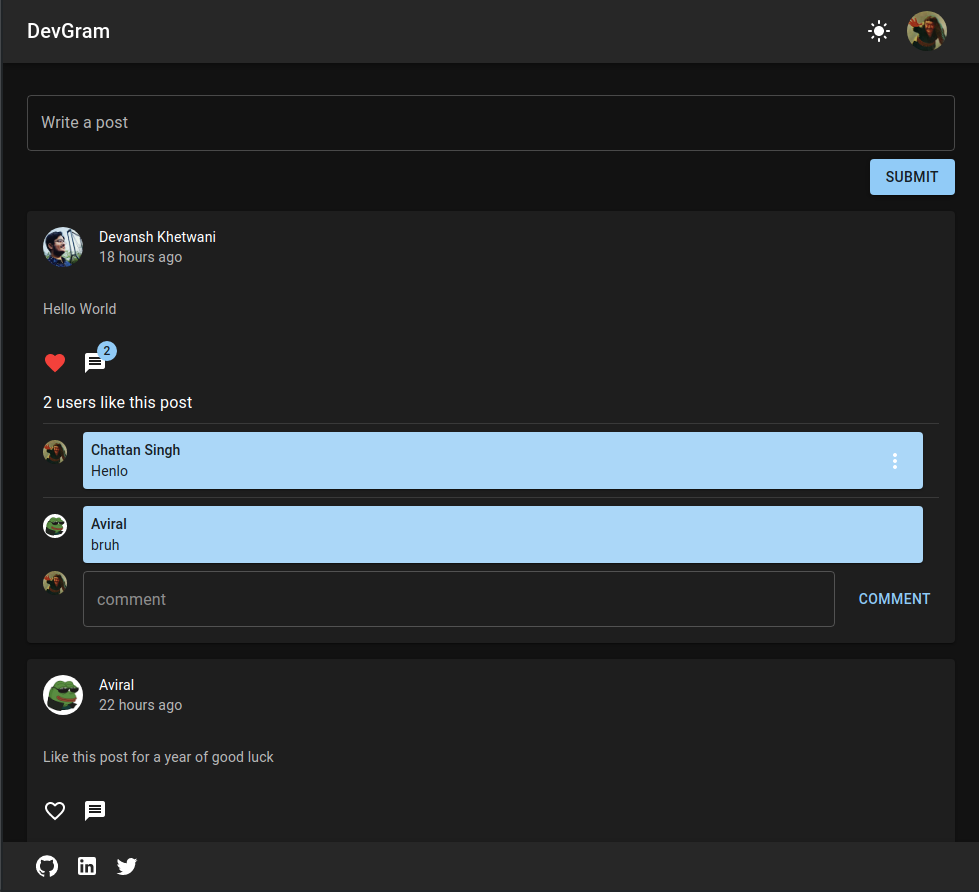 DevGram
Write a post
SUBMIT
Devansh Khetwani
18 hours ago
Hello World
2
2 users like this post
Chattan Singh
Henlo
Aviral
bruh
comment
COMMENT
Aviral
22 hours ago
Like this post for a year of good luck
in